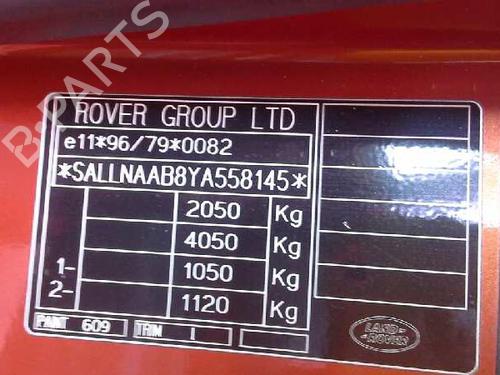 B-PARTS
ROVER GROUP LTD
e11*96/79*0082
*SALLNAAB8YA558145*
2050 Kg
4050 Kg
1- 1050 Kg
2- 1120 Kg
PAINT 609 TRIM 1
LAND-
ROVER